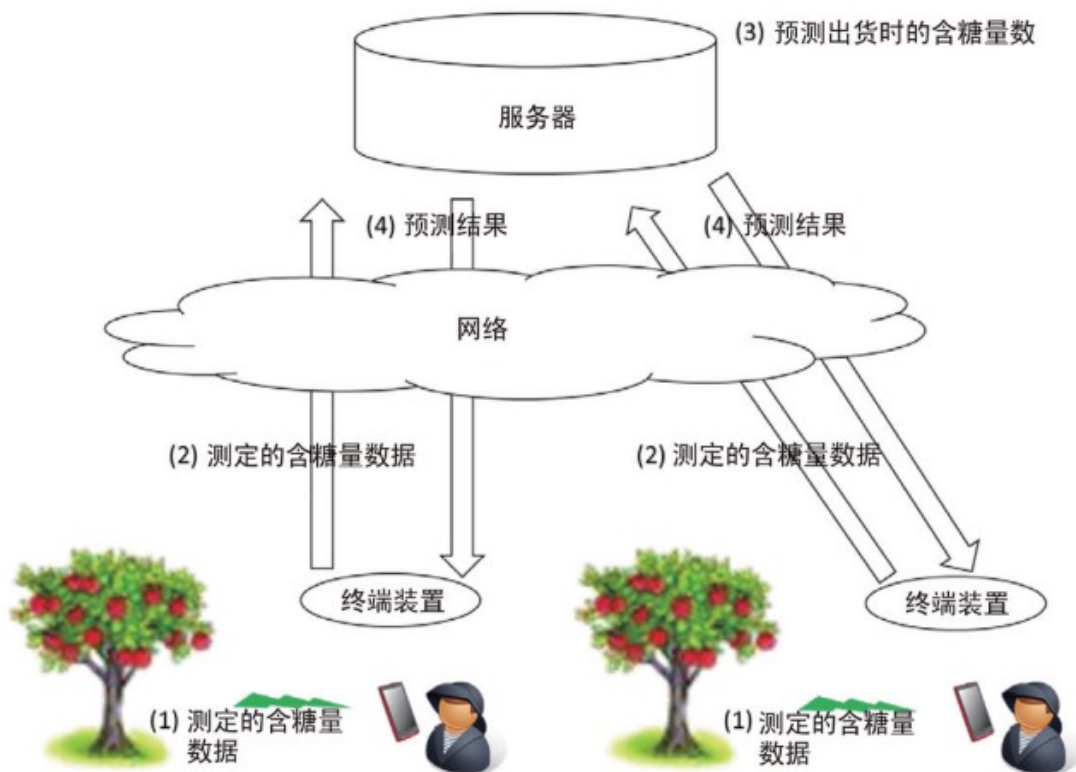 (3) 预测出货时的含糖量数
服务器
(4) 预测结果
(4) 预测结果
网络
(2) 测定的含糖量数据
(2) 测定的含糖量数据
终端装置
终端装置
(1) 测定的含糖量
数据
(1) 测定的含糖量
数据